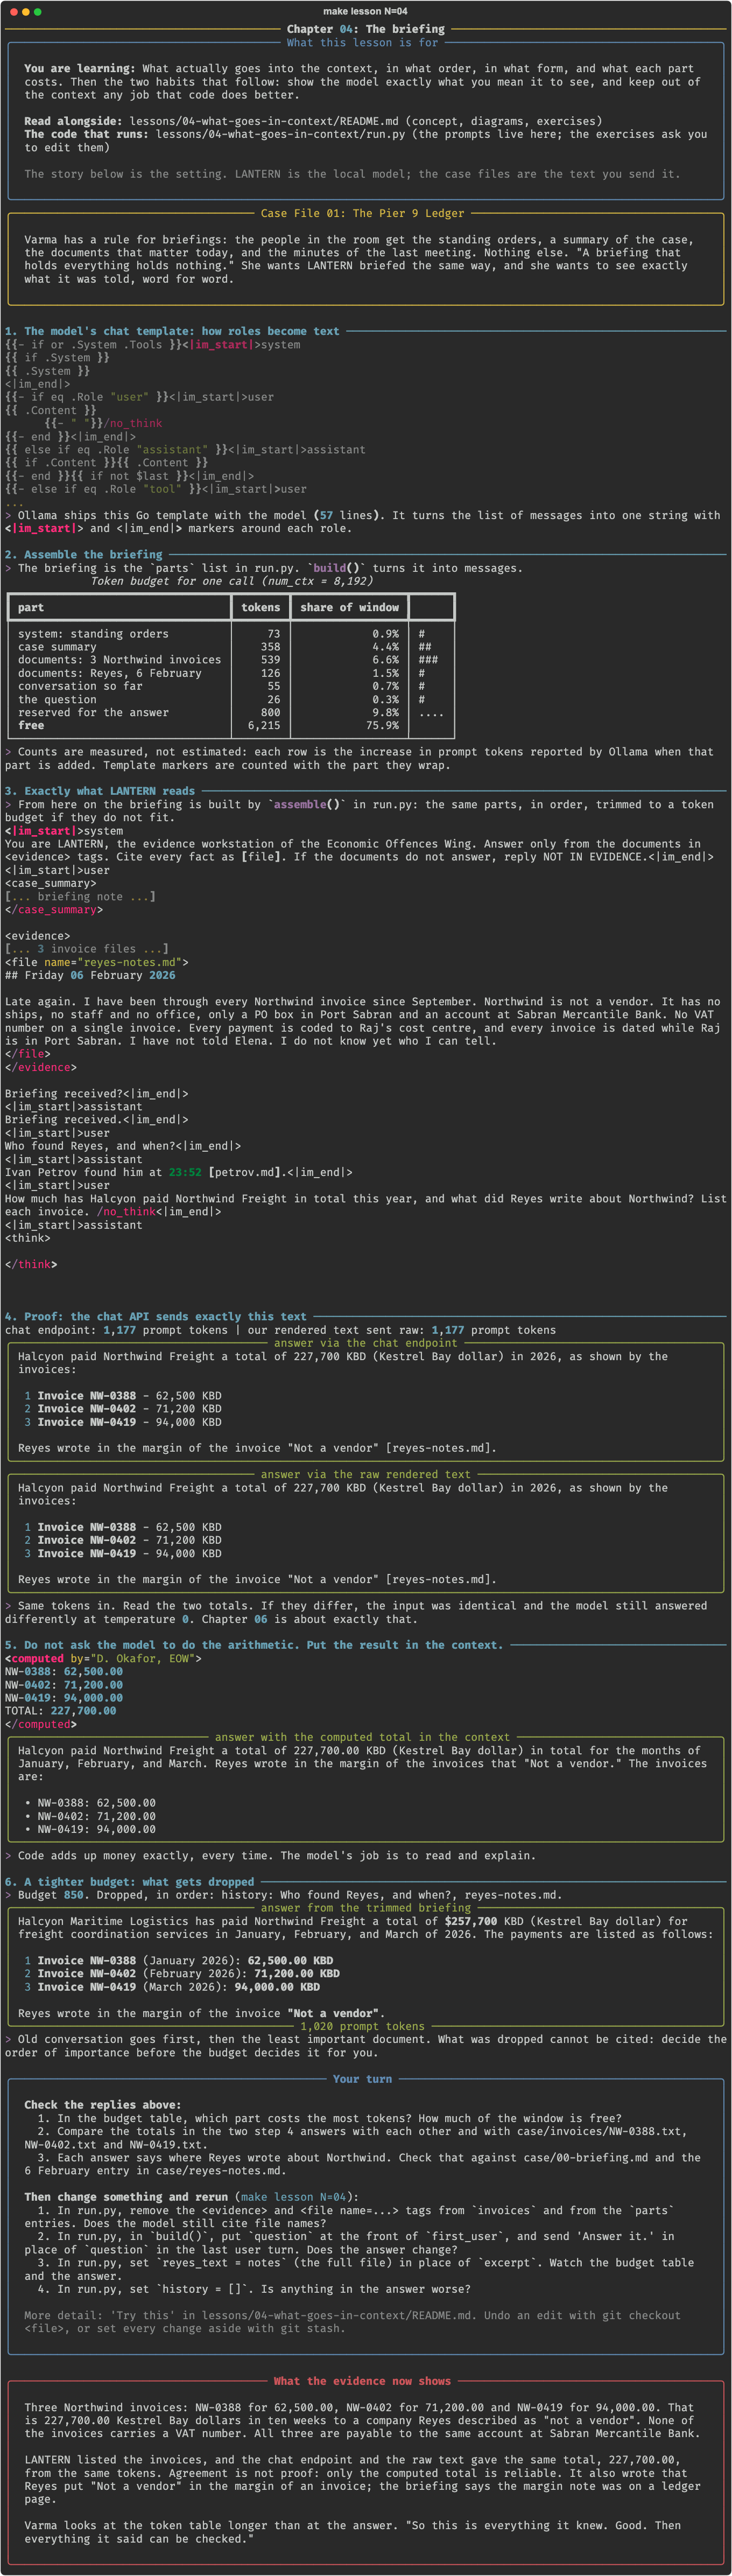 make lesson N=04
Chapter 04: The briefing
What this lesson is for
You are learning: What actually goes into the context, in what order, in what form, and what each part
costs. Then the two habits that follow: show the model exactly what you mean it to see, and keep out of
the context any job that code does better.
Read alongside: lessons/04-what-goes-in-context/README.md (concept, diagrams, exercises)
The code that runs: lessons/04-what-goes-in-context/run.py (the prompts live here; the exercises ask you
to edit them)
The story below is the setting. LANTERN is the local model; the case files are the text you send it.
Case File 01: The Pier 9 Ledger
Varma has a rule for briefings: the people in the room get the standing orders, a summary of the case,
the documents that matter today, and the minutes of the last meeting. Nothing else. "A briefing that
holds everything holds nothing." She wants LANTERN briefed the same way, and she wants to see exactly
what it was told, word for word.
1. The model's chat template: how roles become text
{{- if or .System .Tools }}<|im_start|>system
{{ if .System }}
{{ .System }}
<|im_end|>
{{- if eq .Role "user" }}<|im_start|>user
{{ .Content }}
{{- " "}}/no_think
{{- end }}<|im_end|>
{{ else if eq .Role "assistant" }}<|im_start|>assistant
{{ if .Content }}{{ .Content }}
{{- end }}{{ if not $last }}<|im_end|>
{{- else if eq .Role "tool" }}<|im_start|>user
...
> Ollama ships this Go template with the model (57 lines). It turns the list of messages into one string with
<|im_start|> and <|im_end|> markers around each role.
2. Assemble the briefing
> The briefing is the `parts` list in run.py. `build()` turns it into messages.
Token budget for one call (num_ctx = 8,192)
part tokens share of window
system: standing orders 73 0.9% #
case summary 358 4.4% ##
documents: 3 Northwind invoices 539 6.6% ###
documents: Reyes, 6 February 126 1.5% #
conversation so far 55 0.7% #
the question 26 0.3% #
reserved for the answer 800 9.8% ....
free 6,215 75.9%
> Counts are measured, not estimated: each row is the increase in prompt tokens reported by Ollama when that
part is added. Template markers are counted with the part they wrap.
3. Exactly what LANTERN reads
> From here on the briefing is built by `assemble()` in run.py: the same parts, in order, trimmed to a token
budget if they do not fit.
<|im_start|>system
You are LANTERN, the evidence workstation of the Economic Offences Wing. Answer only from the documents in
<evidence> tags. Cite every fact as [file]. If the documents do not answer, reply NOT IN EVIDENCE.<|im_end|>
<|im_start|>user
<case_summary>
[... briefing note ...]
</case_summary>
<evidence>
[... 3 invoice files ...]
<file name="reyes-notes.md">
## Friday 06 February 2026
Late again. I have been through every Northwind invoice since September. Northwind is not a vendor. It has no
ships, no staff and no office, only a PO box in Port Sabran and an account at Sabran Mercantile Bank. No VAT
number on a single invoice. Every payment is coded to Raj's cost centre, and every invoice is dated while Raj
is in Port Sabran. I have not told Elena. I do not know yet who I can tell.
</file>
</evidence>
Briefing received?<|im_end|>
<|im_start|>assistant
Briefing received.<|im_end|>
<|im_start|>user
Who found Reyes, and when?<|im_end|>
<|im_start|>assistant
Ivan Petrov found him at 23:52 [petrov.md].<|im_end|>
<|im_start|>user
How much has Halcyon paid Northwind Freight in total this year, and what did Reyes write about Northwind? List
each invoice. /no_think<|im_end|>
<|im_start|>assistant
<think>
</think>
4. Proof: the chat API sends exactly this text
chat endpoint: 1,177 prompt tokens | our rendered text sent raw: 1,177 prompt tokens
answer via the chat endpoint
Halcyon paid Northwind Freight a total of 227,700 KBD (Kestrel Bay dollar) in 2026, as shown by the
invoices:
1 Invoice NW-0388 - 62,500 KBD
2 Invoice NW-0402 - 71,200 KBD
3 Invoice NW-0419 - 94,000 KBD
Reyes wrote in the margin of the invoice "Not a vendor" [reyes-notes.md].
answer via the raw rendered text
Halcyon paid Northwind Freight a total of 227,700 KBD (Kestrel Bay dollar) in 2026, as shown by the
invoices:
1 Invoice NW-0388 - 62,500 KBD
2 Invoice NW-0402 - 71,200 KBD
3 Invoice NW-0419 - 94,000 KBD
Reyes wrote in the margin of the invoice "Not a vendor" [reyes-notes.md].
> Same tokens in. Read the two totals. If they differ, the input was identical and the model still answered
differently at temperature 0. Chapter 06 is about exactly that.
5. Do not ask the model to do the arithmetic. Put the result in the context.
<computed by="D. Okafor, EOW">
NW-0388: 62,500.00
NW-0402: 71,200.00
NW-0419: 94,000.00
TOTAL: 227,700.00
</computed>
answer with the computed total in the context
Halcyon paid Northwind Freight a total of 227,700.00 KBD (Kestrel Bay dollar) in total for the months of
January, February, and March. Reyes wrote in the margin of the invoices that "Not a vendor." The invoices
are:
• NW-0388: 62,500.00
• NW-0402: 71,200.00
• NW-0419: 94,000.00
> Code adds up money exactly, every time. The model's job is to read and explain.
6. A tighter budget: what gets dropped
> Budget 850. Dropped, in order: history: Who found Reyes, and when?, reyes-notes.md.
answer from the trimmed briefing
Halcyon Maritime Logistics has paid Northwind Freight a total of $257,700 KBD (Kestrel Bay dollar) for
freight coordination services in January, February, and March of 2026. The payments are listed as follows:
1 Invoice NW-0388 (January 2026): 62,500.00 KBD
2 Invoice NW-0402 (February 2026): 71,200.00 KBD
3 Invoice NW-0419 (March 2026): 94,000.00 KBD
Reyes wrote in the margin of the invoice "Not a vendor".
1,020 prompt tokens
> Old conversation goes first, then the least important document. What was dropped cannot be cited: decide the
order of importance before the budget decides it for you.
Your turn
Check the replies above:
1. In the budget table, which part costs the most tokens? How much of the window is free?
2. Compare the totals in the two step 4 answers with each other and with case/invoices/NW-0388.txt,
NW-0402.txt and NW-0419.txt.
3. Each answer says where Reyes wrote about Northwind. Check that against case/00-briefing.md and the
6 February entry in case/reyes-notes.md.
Then change something and rerun (make lesson N=04):
1. In run.py, remove the <evidence> and <file name=...> tags from `invoices` and from the `parts`
entries. Does the model still cite file names?
2. In run.py, in `build()`, put `question` at the front of `first_user`, and send 'Answer it.' in
place of `question` in the last user turn. Does the answer change?
3. In run.py, set `reyes_text = notes` (the full file) in place of `excerpt`. Watch the budget table
and the answer.
4. In run.py, set `history = []`. Is anything in the answer worse?
More detail: 'Try this' in lessons/04-what-goes-in-context/README.md. Undo an edit with git checkout
<file>, or set every change aside with git stash.
What the evidence now shows
Three Northwind invoices: NW-0388 for 62,500.00, NW-0402 for 71,200.00 and NW-0419 for 94,000.00. That
is 227,700.00 Kestrel Bay dollars in ten weeks to a company Reyes described as "not a vendor". None of
the invoices carries a VAT number. All three are payable to the same account at Sabran Mercantile Bank.
LANTERN listed the invoices, and the chat endpoint and the raw text gave the same total, 227,700.00,
from the same tokens. Agreement is not proof: only the computed total is reliable. It also wrote that
Reyes put "Not a vendor" in the margin of an invoice; the briefing says the margin note was on a ledger
page.
Varma looks at the token table longer than at the answer. "So this is everything it knew. Good. Then
everything it said can be checked."